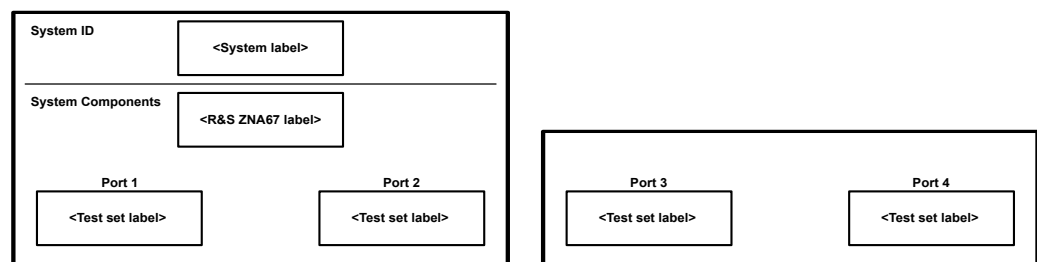 System ID
<System label>
System Components
<R&S ZNA67 label>
Port 1
Port 2
<Test set label>
<Test set label>
Port 3
Port 4
<Test set label>
<Test set label>